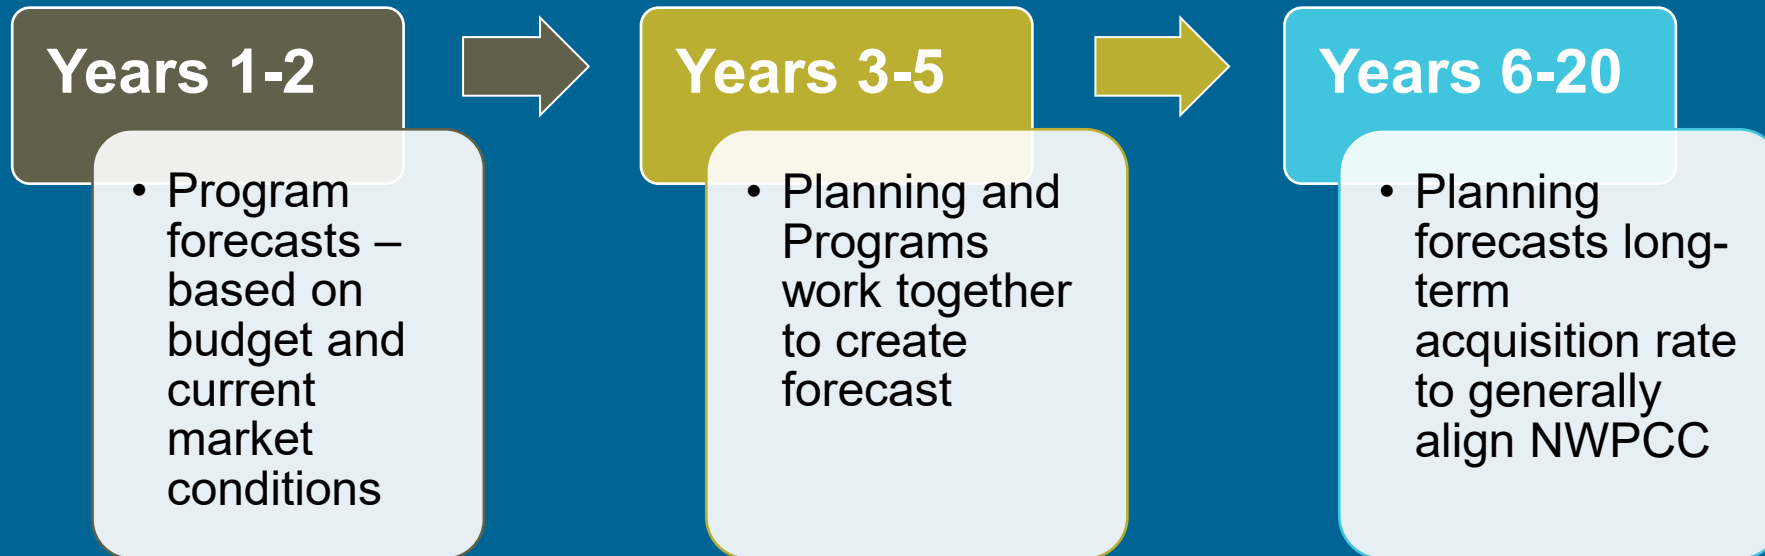 Years 1-2
• Program
forecasts –
based on
budget and
current
market
conditions
Years 3-5
• Planning and
Programs
work together
to create
forecast
Years 6-20
• Planning
forecasts long-
term
acquisition rate
to generally
align NWPCC